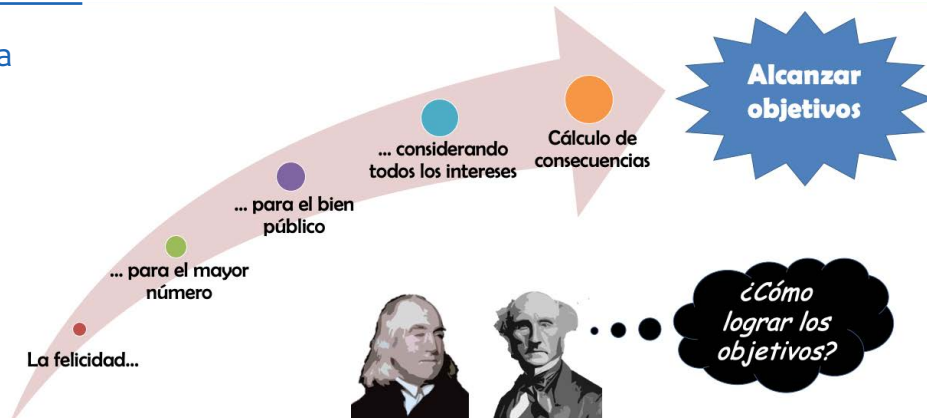 a
La felicidad...
... para el mayor
número
... para el bien
público
... considerando
todos los intereses
Cálculo de
consecuencias
Alcanzar
objetivos
¿Cómo
lograr los
objetivos?